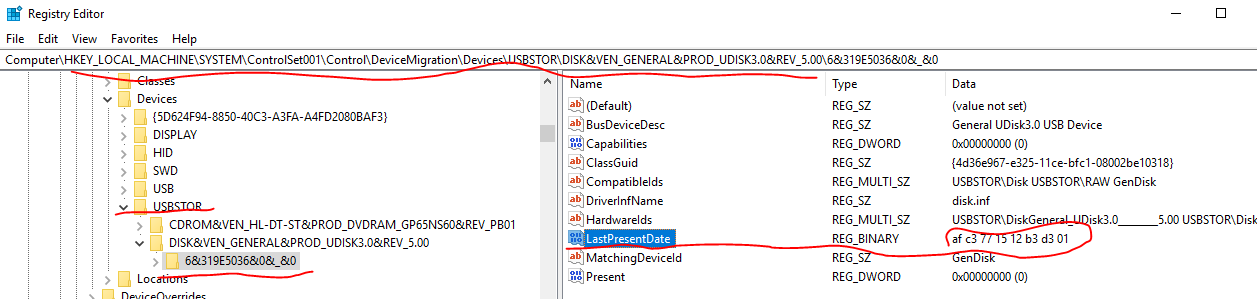 Registry Editor
File Edit View Favorites Help
Computer\HKEY_LOCAL_MACHINE\SYSTEM\ControlSet001\Control\DeviceMigration\Devices\USBSTOR\DISK&VEN_GENERAL&PROD_UDISK3.0&REV_5.00\6&319E5036&0&_&0
Classes
Devices
{5D624F94-8850-40C3-A3FA-A4FD2080BAF3}
DISPLAY
HID
SWD
USB
USBSTOR
CDROM&VEN_HL-DT-ST&PROD_DVDRAM_GP65NS60&REV_PB01
DISK&VEN_GENERAL&PROD_UDISK3.0&REV_5.00
6&319E5036&0&_&0
Locations
DeviceOverrides
Name Type Data
(Default) REG_SZ (value not set)
BusDeviceDesc REG_SZ General UDisk3.0 USB Device
Capabilities REG_DWORD 0x00000000 (0)
ClassGuid REG_SZ {4d36e967-e325-11ce-bfc1-08002be10318}
CompatibleIds REG_MULTI_SZ USBSTOR\Disk USBSTOR\RAW GenDisk
DriverInfName REG_SZ disk.inf
HardwareIds REG_MULTI_SZ USBSTOR\DiskGeneral_UDisk3.0________5.00 USBSTOR\Disk
LastPresentDate REG_BINARY af c3 77 15 12 b3 d3 01
MatchingDeviceId REG_SZ GenDisk
Present REG_DWORD 0x00000000 (0)